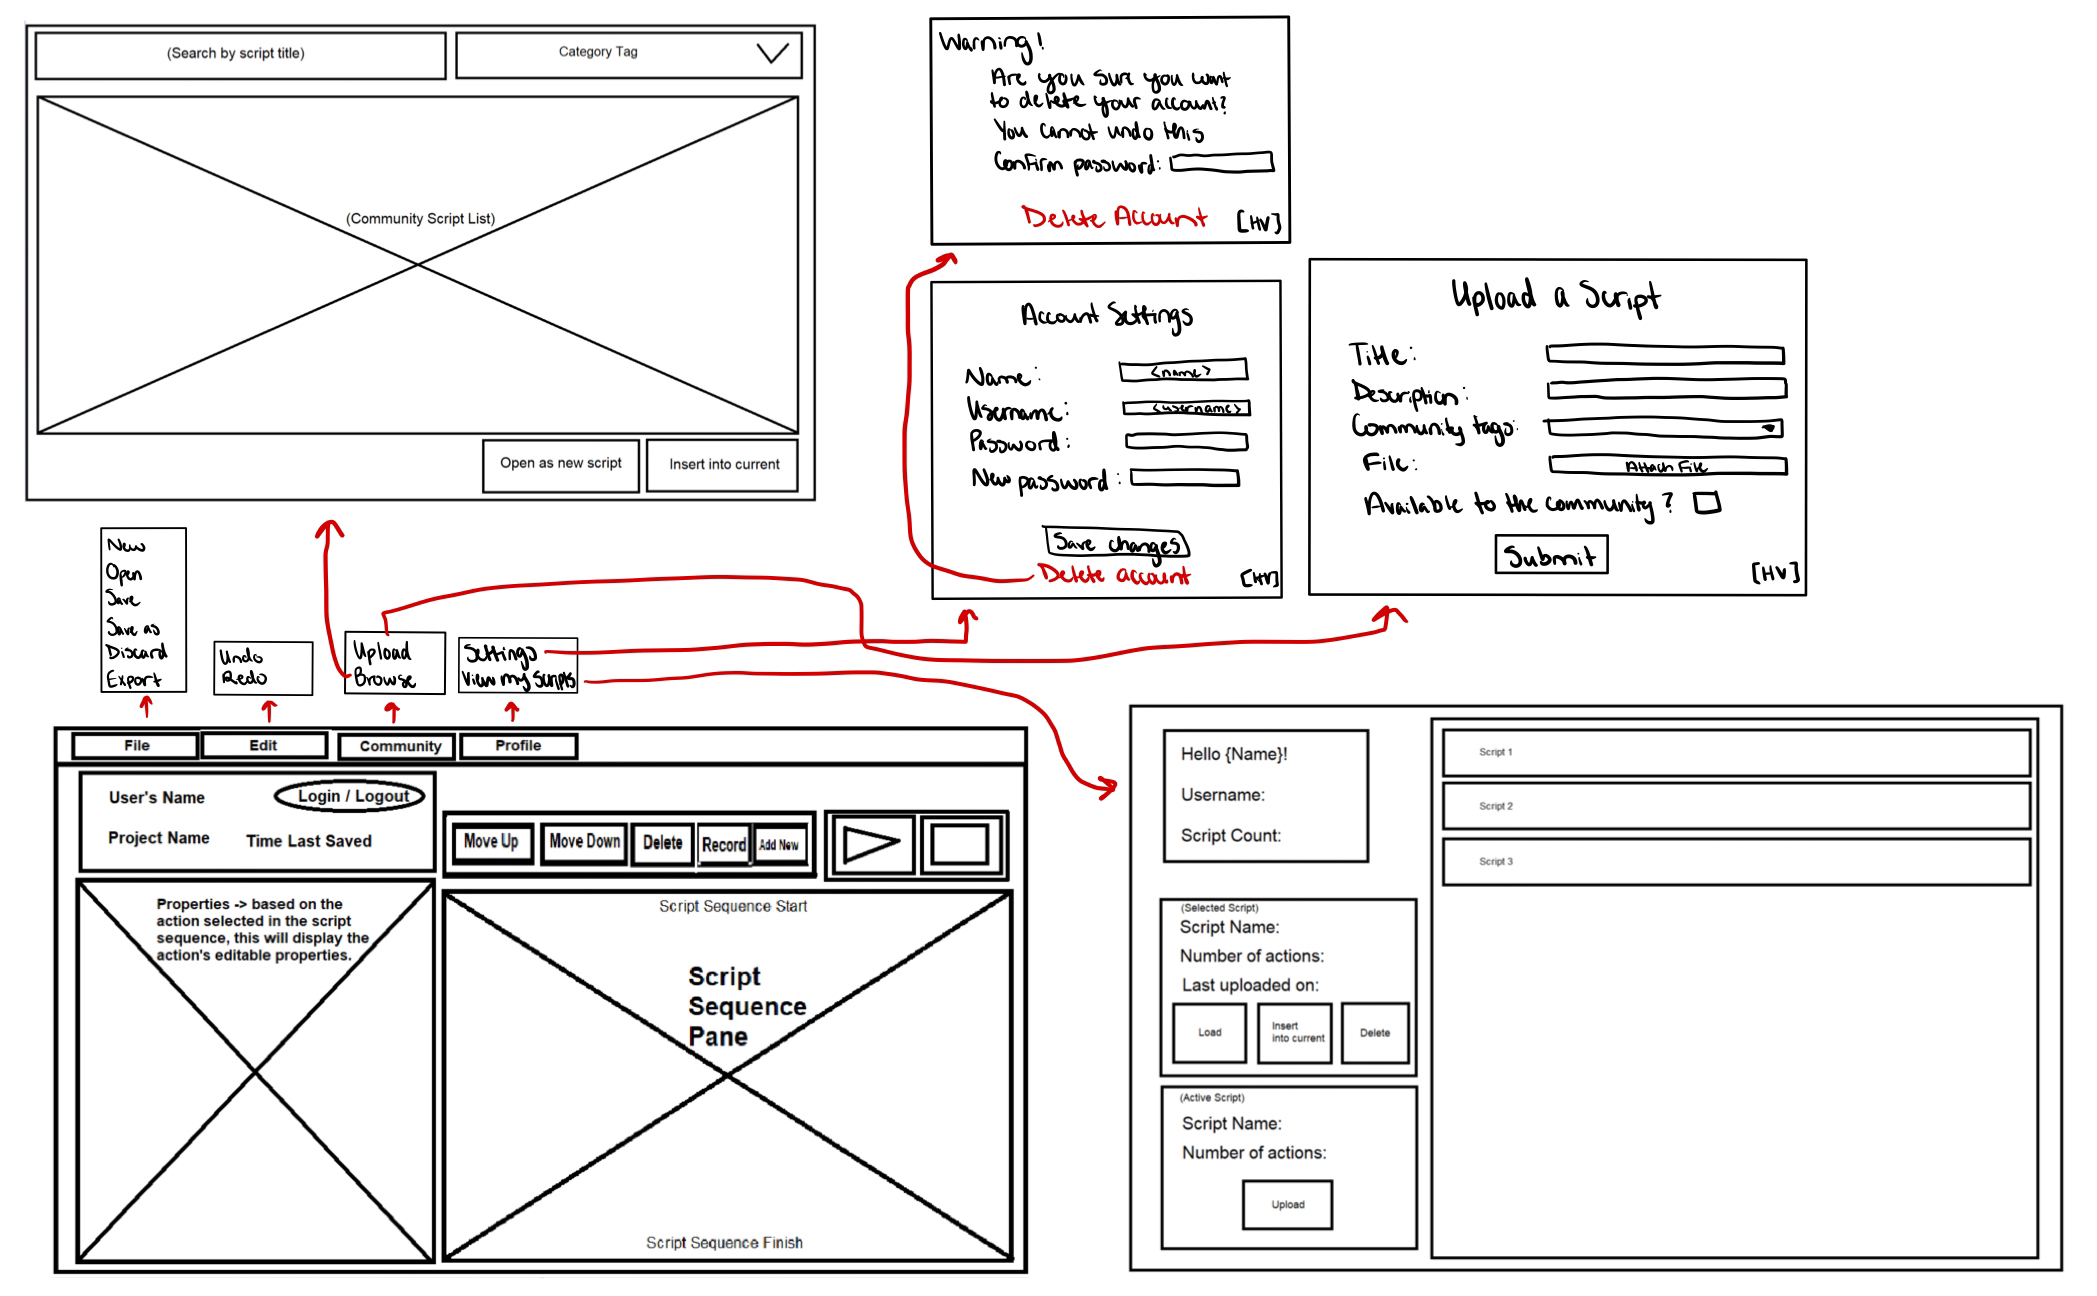 (Search by script title)
Category Tag
(Community Script List)
Open as new script
Insert into current
Warning!
Are you sure you want
to delete your account?
You cannot undo this
Confirm password:
Delete Account
[HV]
Account Settings
Name:
<name>
Username:
<username>
Password:
New password:
Save changes
Delete account
[HV]
Upload a Script
Title:
Description:
Community tags:
File:
Attach File
Available to the community?
Submit
[HV]
New
Open
Save
Save as
Discard
Export
Undo
Redo
Upload
Browse
Settings
View my scripts
File
Edit
Community
Profile
User's Name
Login / Logout
Project Name
Time Last Saved
Move Up
Move Down
Delete
Record
Add New
Properties -> based on the
action selected in the script
sequence, this will display the
action's editable properties.
Script Sequence Start
Script
Sequence
Pane
Script Sequence Finish
Hello {Name}!
Username:
Script Count:
(Selected Script)
Script Name:
Number of actions:
Last uploaded on:
Load
Insert
into current
Delete
(Active Script)
Script Name:
Number of actions:
Upload
Script 1
Script 2
Script 3